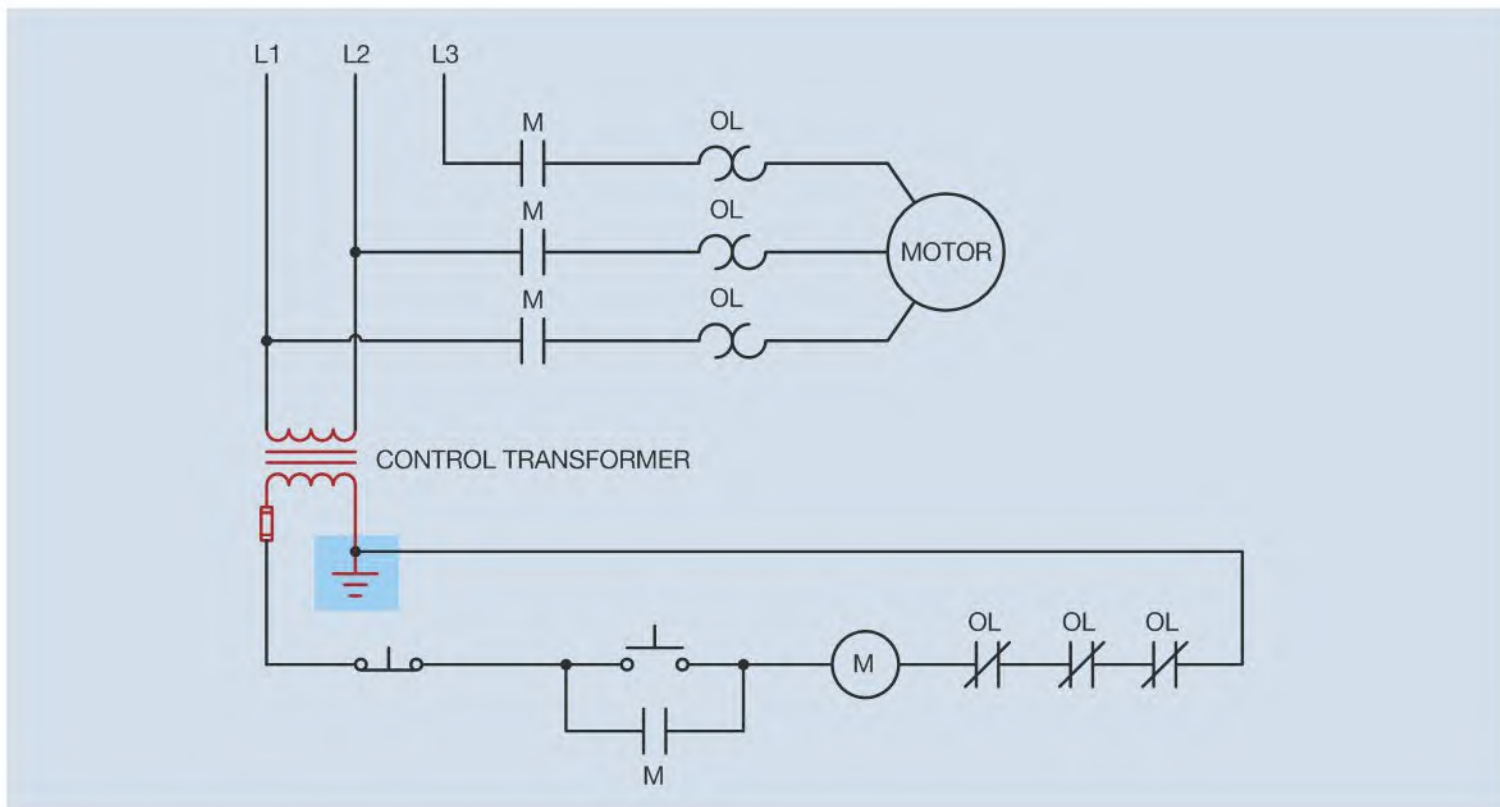 L1 L2 L3
M OL
M OL
MOTOR
M OL
CONTROL TRANSFORMER
OL OL OL
M
M